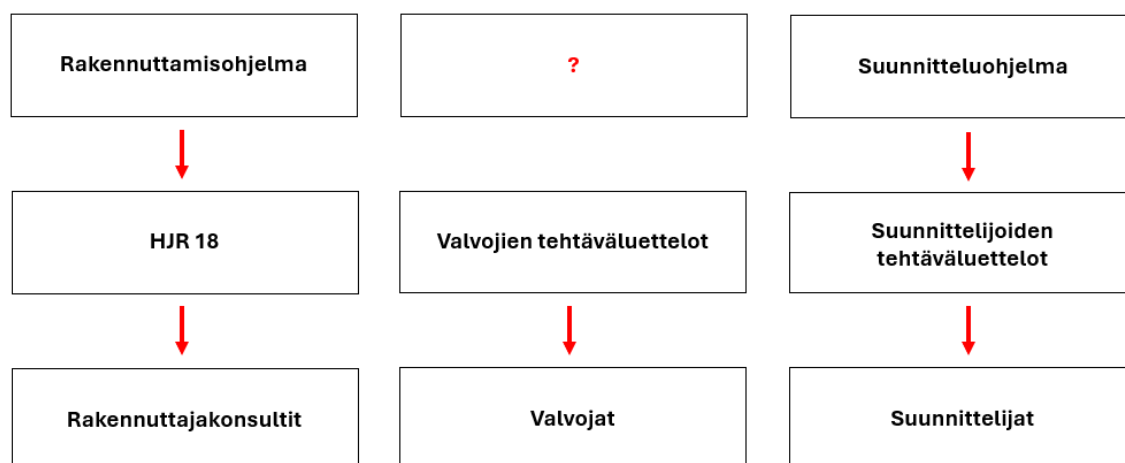 Rakennuttamisohjelma
?
Suunnitteluohjelma
HJR 18
Valvojien tehtäväluettelot
Suunnittelijoiden
tehtäväluettelot
Rakennuttajakonsultit
Valvojat
Suunnittelijat